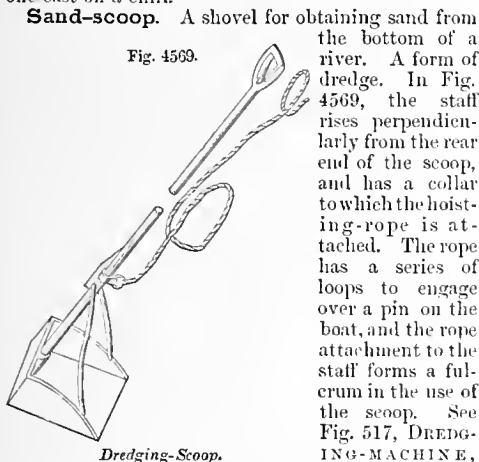 Sand-scoop. A shovel for obtaining sand from
the bottom of a
Fig. 4569.
river. A form of
dredge. In Fig.
4569, the staff
rises perpendicu-
larly from the rear
end of the scoop,
and has a collar
to which the hoist-
ing-rope is at-
tached. The rope
has a series of
loops to engage
over a pin on the
boat, and the rope
attachment to the
staff forms a ful-
crum in the use of
the scoop. See
Fig. 517, DREDG-
ING-MACHINE,
Dredging-Scoop.